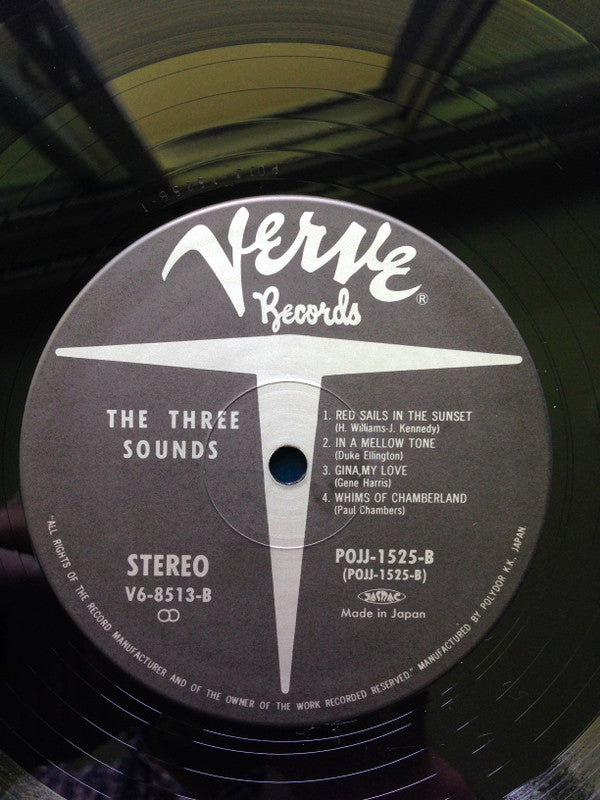 POJJ 1525B-1
Verve
Records
®
THE THREE
SOUNDS
1. RED SAILS IN THE SUNSET
(H. Williams-J. Kennedy)
2. IN A MELLOW TONE
(Duke Ellington)
3. GINA,MY LOVE
(Gene Harris)
4. WHIMS OF CHAMBERLAND
(Paul Chambers)
STEREO
V6-8513-B
POJJ-1525-B
(POJJ-1525-B)
JASRAC
Made in Japan
"ALL RIGHTS OF THE RECORD MANUFACTURER AND OF THE OWNER OF THE WORK RECORDED RESERVED." MANUFACTURED BY POLYDOR K.K. JAPAN.